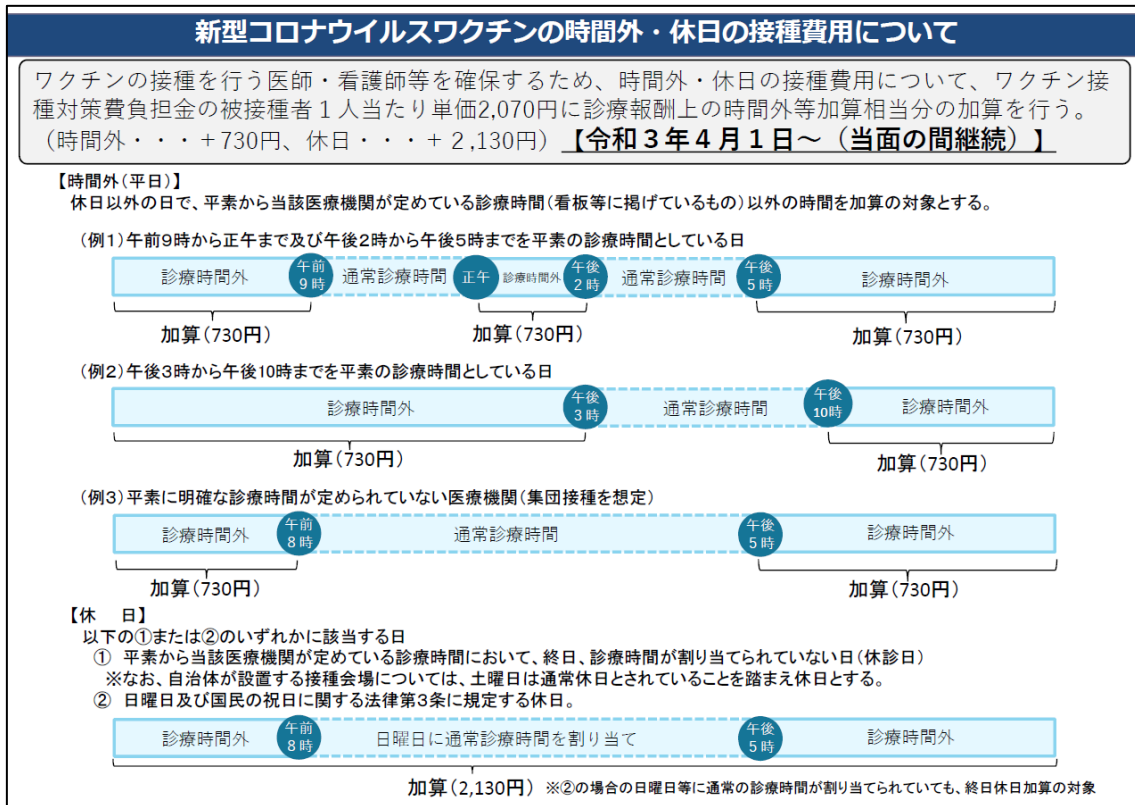 新型コロナウイルスワクチンの時間外・休日の接種費用について
ワクチンの接種を行う医師・看護師等を確保するため、時間外・休日の接種費用について、ワクチン接
種対策費負担金の被接種者１人当たり単価2,070円に診療報酬上の時間外等加算相当分の加算を行う。
（時間外・・・＋730円、休日・・・＋２,130円）【令和３年４月１日～（当面の間継続）】
【時間外（平日）】
休日以外の日で、平素から当該医療機関が定めている診療時間（看板等に掲げているもの）以外の時間を加算の対象とする。
（例１）午前９時から正午まで及び午後２時から午後５時までを平素の診療時間としている日
診療時間外 午前９時 通常診療時間 正午 診療時間外 午後２時 通常診療時間 午後５時 診療時間外
加算（730円） 加算（730円） 加算（730円）
（例２）午後３時から午後10時までを平素の診療時間としている日
診療時間外 午後３時 通常診療時間 午後10時 診療時間外
加算（730円） 加算（730円）
（例３）平素に明確な診療時間が定められていない医療機関（集団接種を想定）
診療時間外 午前８時 通常診療時間 午後５時 診療時間外
加算（730円） 加算（730円）
【休　日】
以下の①または②のいずれかに該当する日
①　平素から当該医療機関が定めている診療時間において、終日、診療時間が割り当てられていない日（休診日）
※なお、自治体が設置する接種会場については、土曜日は通常休日とされていることを踏まえ休日とする。
②　日曜日及び国民の祝日に関する法律第３条に規定する休日。
診療時間外 午前８時 日曜日に通常診療時間を割り当て 午後５時 診療時間外
加算（2,130円） ※②の場合の日曜日等に通常の診療時間が割り当てられていても、終日休日加算の対象